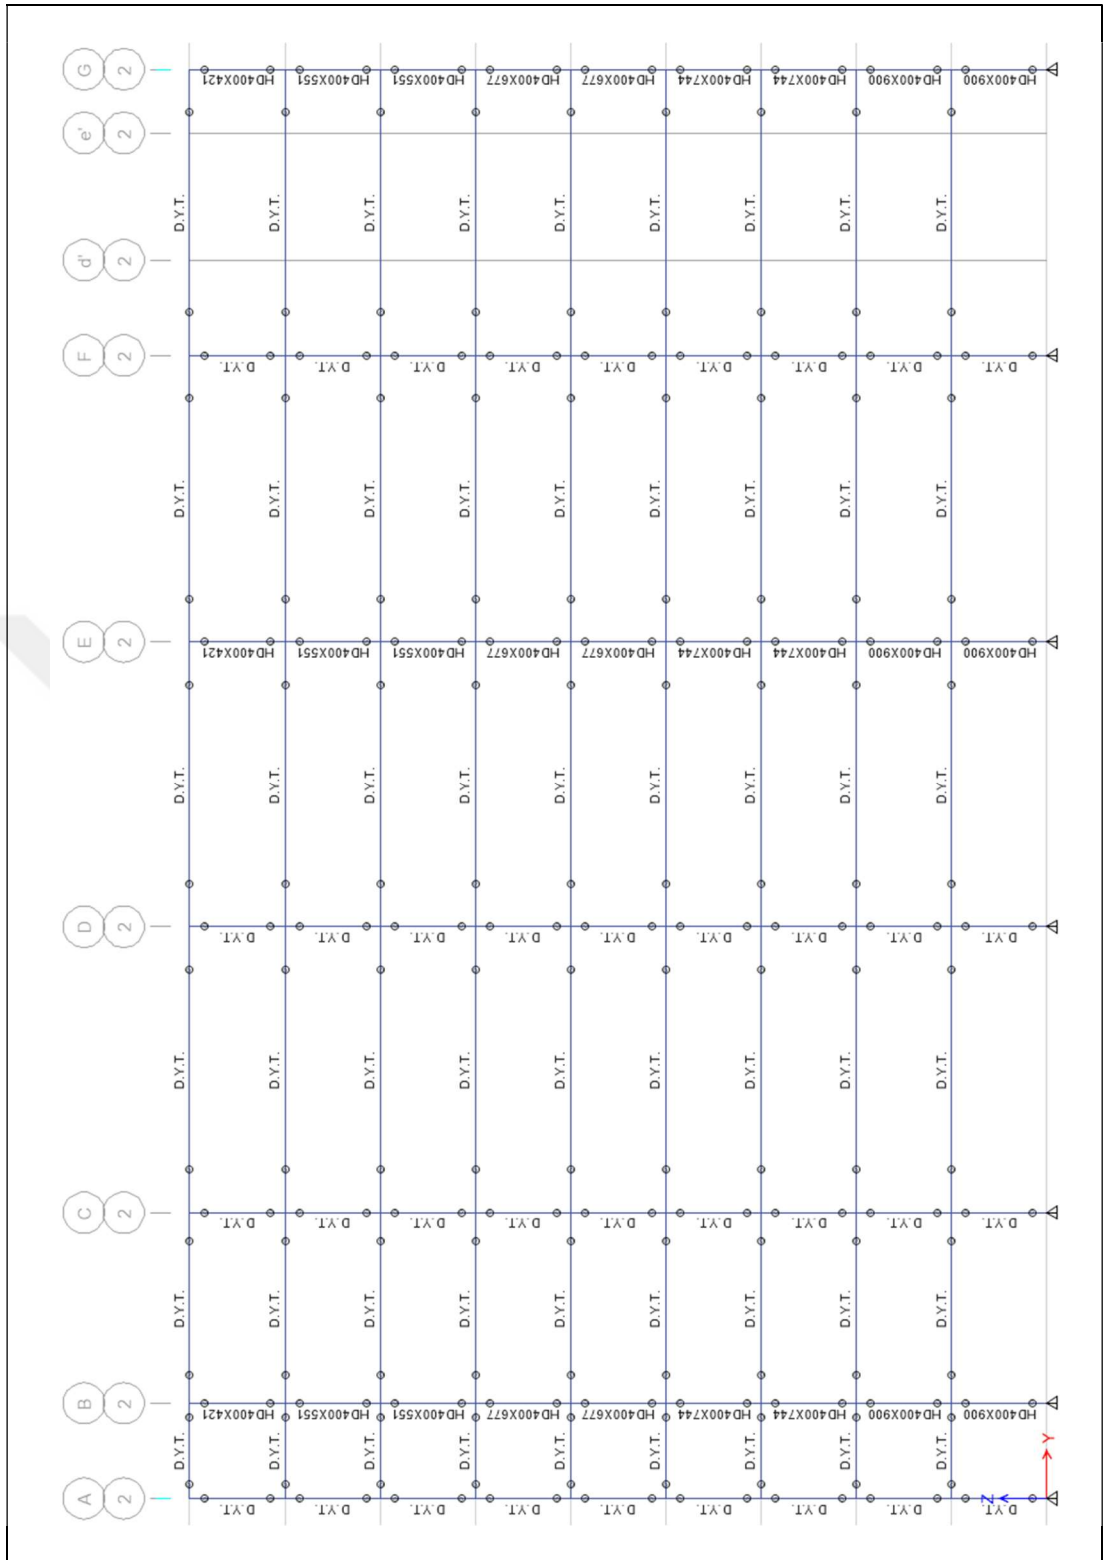 G 2 HD400X421 HD400X551 HD400X551 HD400X677 HD400X677 HD400X744 HD400X744 HD400X900 HD400X900
e' 2
D.Y.T. D.Y.T. D.Y.T. D.Y.T. D.Y.T. D.Y.T. D.Y.T. D.Y.T. D.Y.T.
d' 2
F 2 D.Y.T. D.Y.T. D.Y.T. D.Y.T. D.Y.T. D.Y.T. D.Y.T. D.Y.T. D.Y.T.
D.Y.T. D.Y.T. D.Y.T. D.Y.T. D.Y.T. D.Y.T. D.Y.T. D.Y.T. D.Y.T.
E 2 HD400X421 HD400X551 HD400X551 HD400X677 HD400X677 HD400X744 HD400X744 HD400X900 HD400X900
D.Y.T. D.Y.T. D.Y.T. D.Y.T. D.Y.T. D.Y.T. D.Y.T. D.Y.T. D.Y.T.
D 2 D.Y.T. D.Y.T. D.Y.T. D.Y.T. D.Y.T. D.Y.T. D.Y.T. D.Y.T. D.Y.T.
D.Y.T. D.Y.T. D.Y.T. D.Y.T. D.Y.T. D.Y.T. D.Y.T. D.Y.T. D.Y.T.
C 2 D.Y.T. D.Y.T. D.Y.T. D.Y.T. D.Y.T. D.Y.T. D.Y.T. D.Y.T. D.Y.T.
D.Y.T. D.Y.T. D.Y.T. D.Y.T. D.Y.T. D.Y.T. D.Y.T. D.Y.T. D.Y.T.
B 2 HD400X421 HD400X551 HD400X551 HD400X677 HD400X677 HD400X744 HD400X744 HD400X900 HD400X900
D.Y.T. D.Y.T. D.Y.T. D.Y.T. D.Y.T. D.Y.T. D.Y.T. D.Y.T. D.Y.T.
Y
A 2 Z
D.Y.T. D.Y.T. D.Y.T. D.Y.T. D.Y.T. D.Y.T. D.Y.T. D.Y.T. D.Y.T.